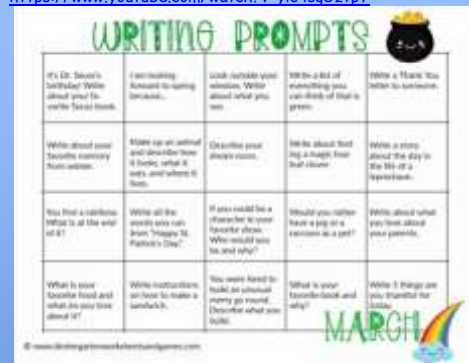 WRITING PROMPTS
It's Dr. Seuss's
birthday! Write
about your fa-
vorite Seuss book.
I am looking
forward to spring
because...
Look outside your
window. Write
about what you
see.
Write a list of
everything you
can think of that is
green.
Write a Thank You
letter to someone.
Write about your
favorite memory
from winter.
Make up an animal
and describe how
it looks, what it
eats, and where it
lives.
Describe your
dream room.
Write about find-
ing a magic four
leaf clover.
Write a story
about the day in
the life of a
leprechaun.
You find a rainbow.
What is at the end
of it?
Write all the
words you can
from "Happy St.
Patrick's Day."
If you could be a
character in your
favorite show.
Who would you
be and why?
Would you rather
have a pig or a
raccoon as a pet?
Write about what
you love about
your parents.
What is your
favorite food and
what do you love
about it?
Write instructions
on how to make a
sandwich.
You were hired to
build an unusual
merry go round.
Describe what you
build.
What is your
favorite book and
why?
Write 3 things are
you thankful for
today.
MARCH
© www.kindergartenworksheetsandgames.com